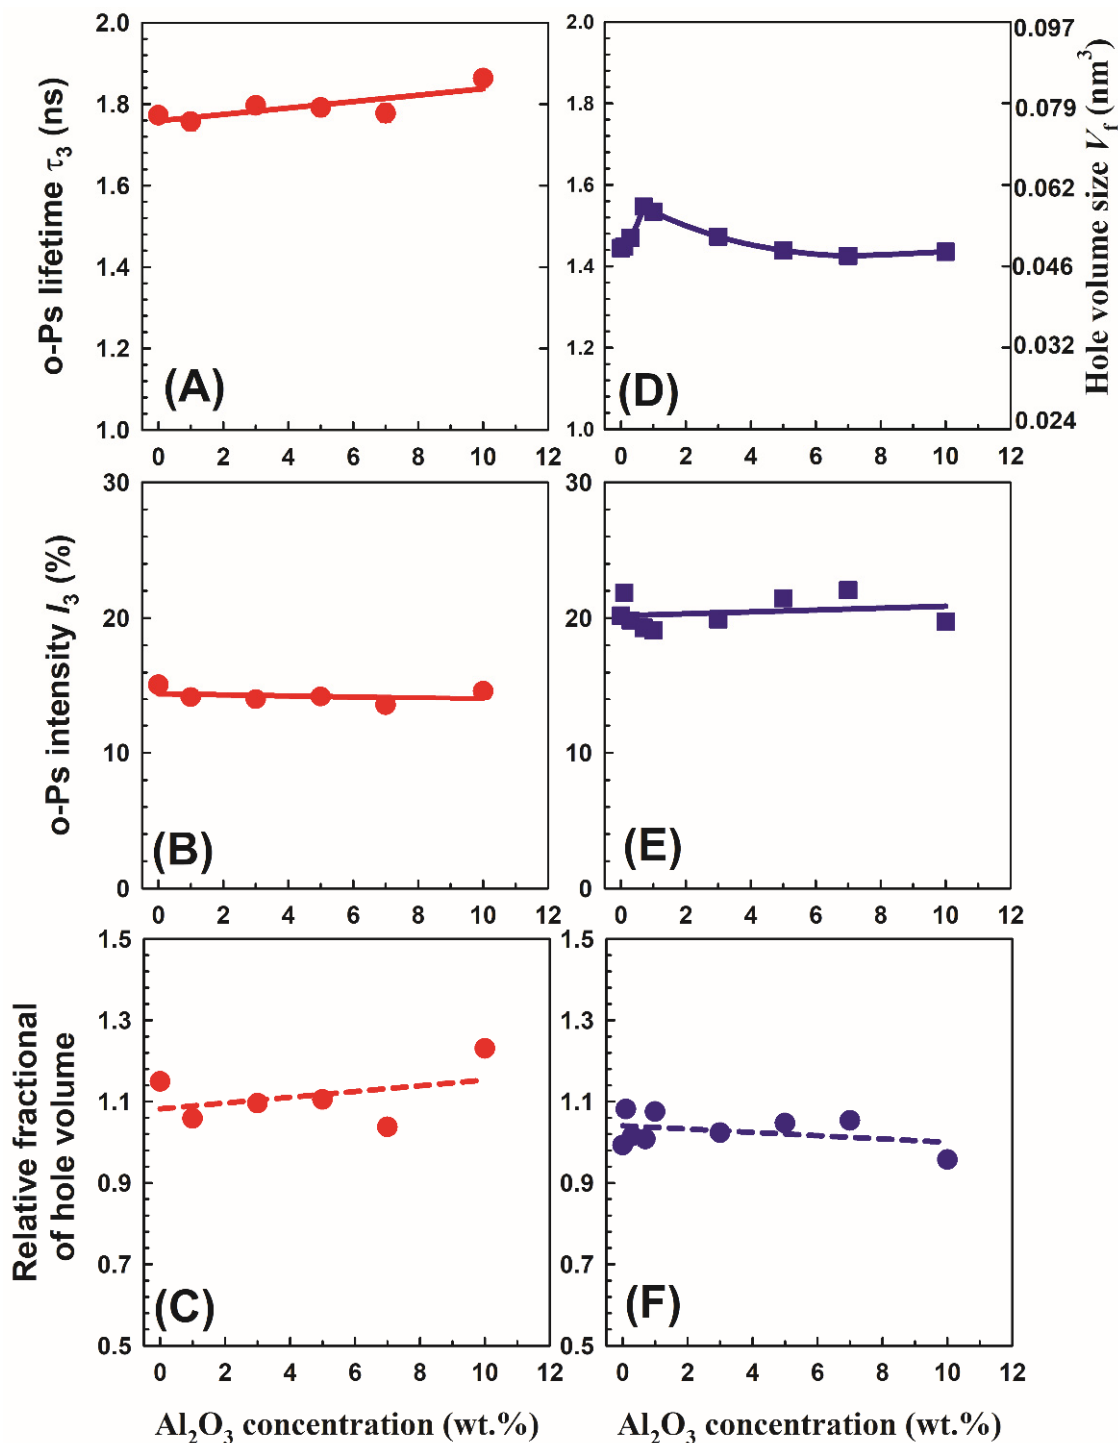 2.0
1.8
1.6
1.4
1.2
1.0
o-Ps lifetime τ3 (ns)
(A)
0 2 4 6 8 10 12
2.0
1.8
1.6
1.4
1.2
1.0
(D)
0.097
0.079
0.062
0.046
0.032
0.024
Hole volume size Vf (nm3)
0 2 4 6 8 10 12
30
20
10
0
o-Ps intensity I3 (%)
(B)
0 2 4 6 8 10 12
30
20
10
0
(E)
0 2 4 6 8 10 12
1.5
1.3
1.1
0.9
0.7
0.5
Relative fractional
of hole volume
(C)
0 2 4 6 8 10 12
Al2O3 concentration (wt.%)
1.5
1.3
1.1
0.9
0.7
0.5
(F)
0 2 4 6 8 10 12
Al2O3 concentration (wt.%)